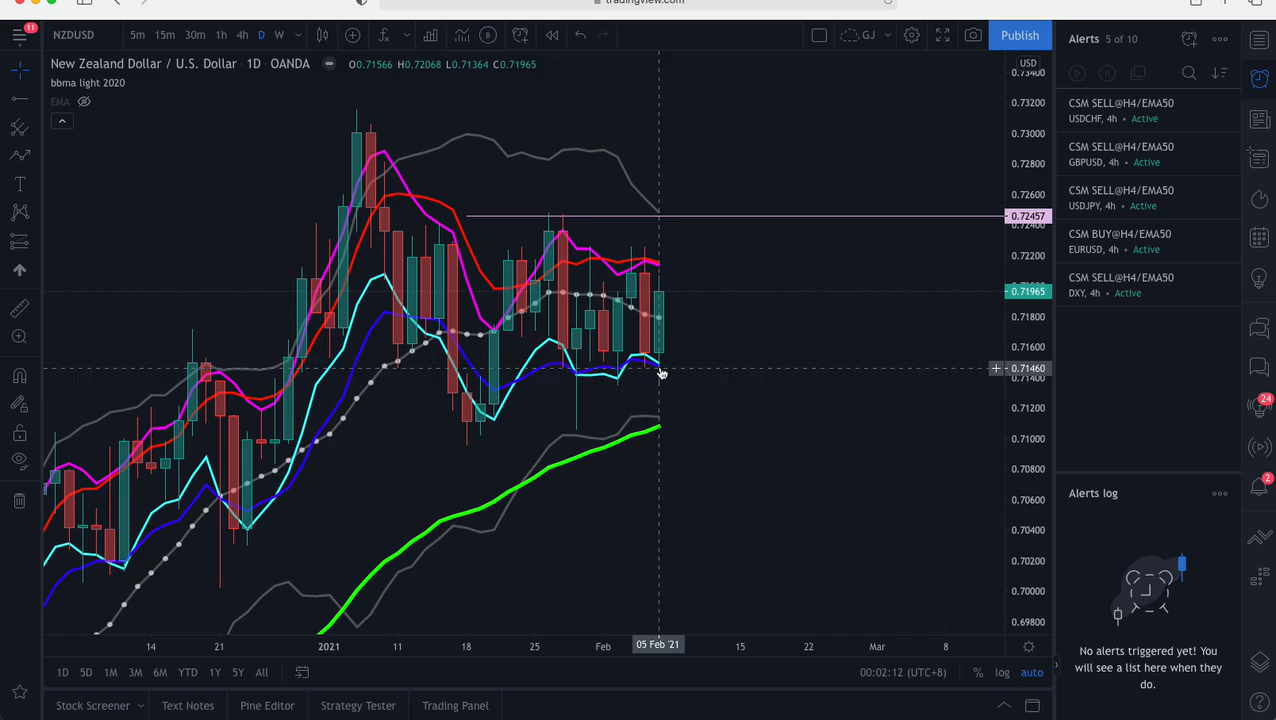 tradingview.com
11
NZDUSD 5m 15m 30m 1h 4h D W GJ Publish
New Zealand Dollar / U.S. Dollar · 1D · OANDA O0.71566 H0.72068 L0.71364 C0.71965
bbma light 2020
EMA
USD
0.73400
0.73200
0.73000
0.72800
0.72600
0.72457
0.72400
0.72200
0.71965
0.71800
0.71600
0.71460
0.71400
0.71200
0.71000
0.70800
0.70600
0.70400
0.70200
0.70000
0.69800
14 21 2021 11 18 25 Feb 05 Feb '21 15 22 Mar 8
1D 5D 1M 3M 6M YTD 1Y 5Y All 00:02:12 (UTC+8) % log auto
Stock Screener Text Notes Pine Editor Strategy Tester Trading Panel
Alerts 5 of 10
CSM SELL@H4/EMA50
USDCHF, 4h • Active
CSM SELL@H4/EMA50
GBPUSD, 4h • Active
CSM SELL@H4/EMA50
USDJPY, 4h • Active
CSM BUY@H4/EMA50
EURUSD, 4h • Active
CSM SELL@H4/EMA50
DXY, 4h • Active
Alerts log
No alerts triggered yet! You
will see a list here when they
do.
24
2